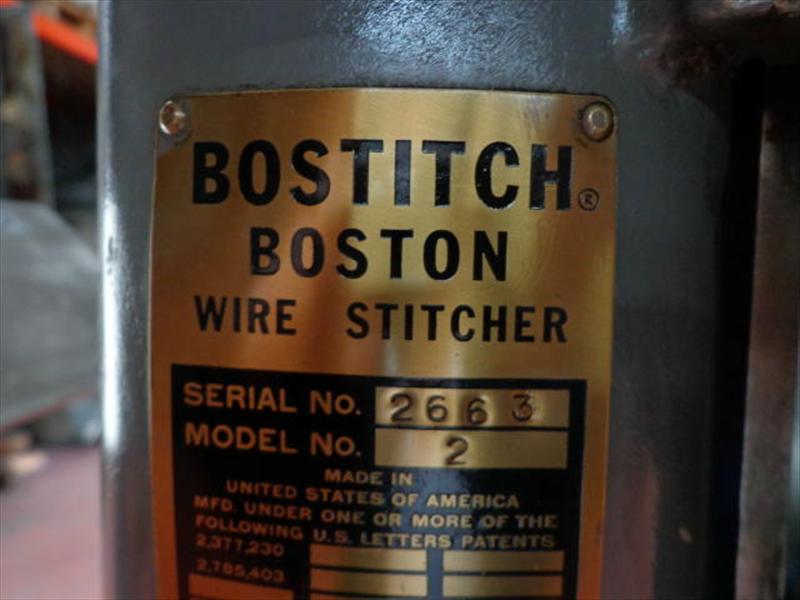 BOSTITCH®
BOSTON
WIRE STITCHER
SERIAL NO. 2663
MODEL NO. 2
MADE IN
UNITED STATES OF AMERICA
MFD. UNDER ONE OR MORE OF THE
FOLLOWING U.S. LETTERS PATENTS
2,377,230
2,785,403